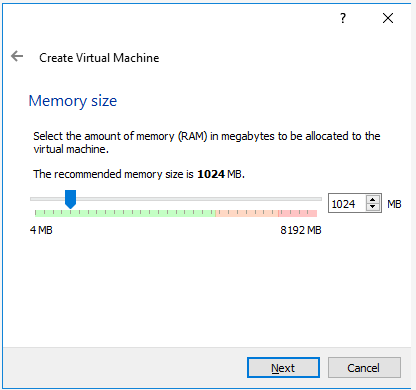 ?
Create Virtual Machine
Memory size
Select the amount of memory (RAM) in megabytes to be allocated to the
virtual machine.
The recommended memory size is 1024 MB.
1024 MB
4 MB 8192 MB
Next Cancel